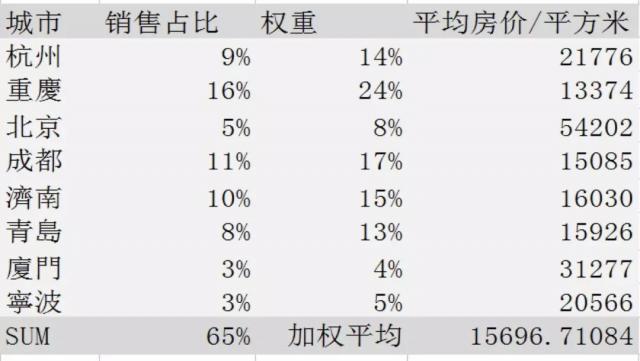 城市 销售占比 权重 平均房价/平方米
杭州 9% 14% 21776
重慶 16% 24% 13374
北京 5% 8% 54202
成都 11% 17% 15085
濟南 10% 15% 16030
青島 8% 13% 15926
廈門 3% 4% 31277
寧波 3% 5% 20566
SUM 65% 加权平均 15696.71084